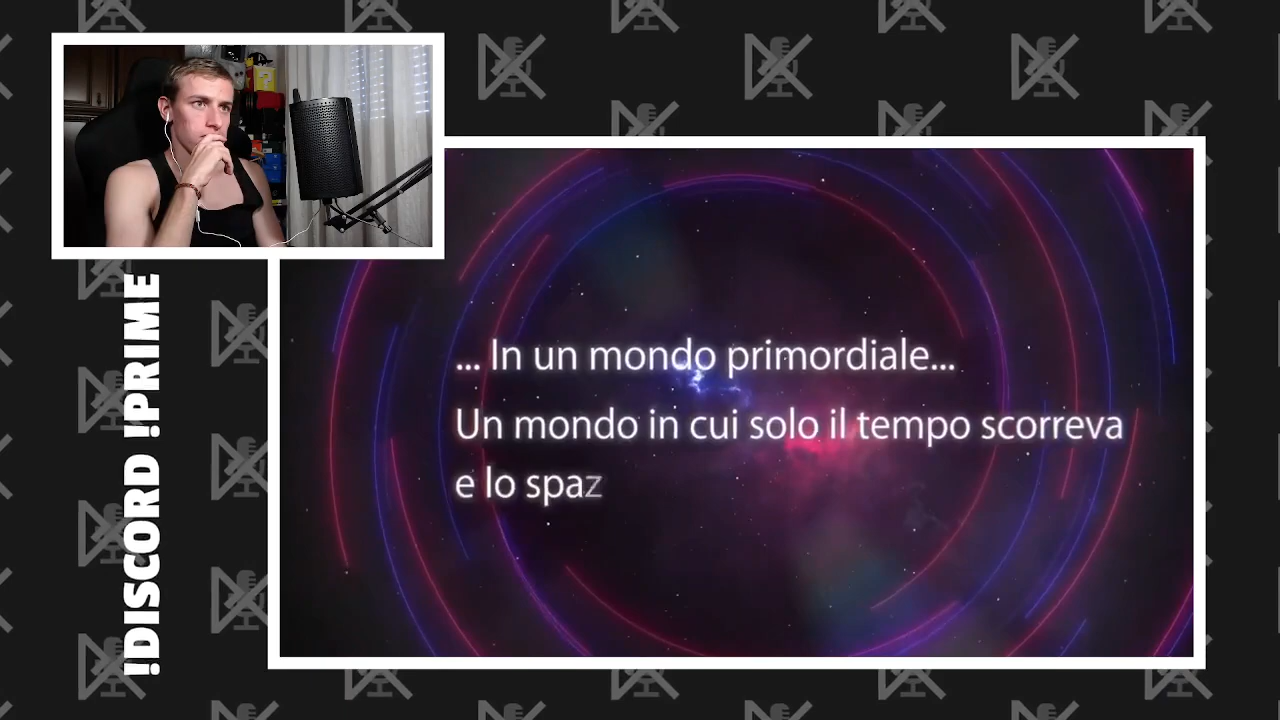 ... In un mondo primordiale...
Un mondo in cui solo il tempo scorreva
e lo spaz
!DISCORD !PRIME